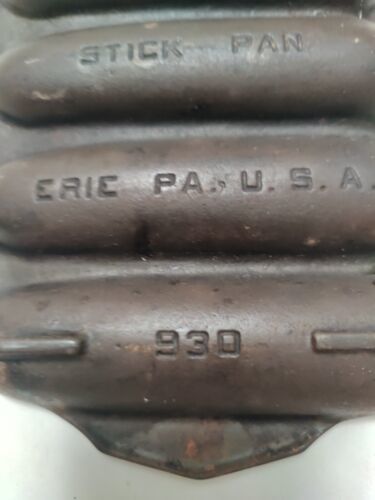 STICK PAN
ERIE PA., U.S.A.
930